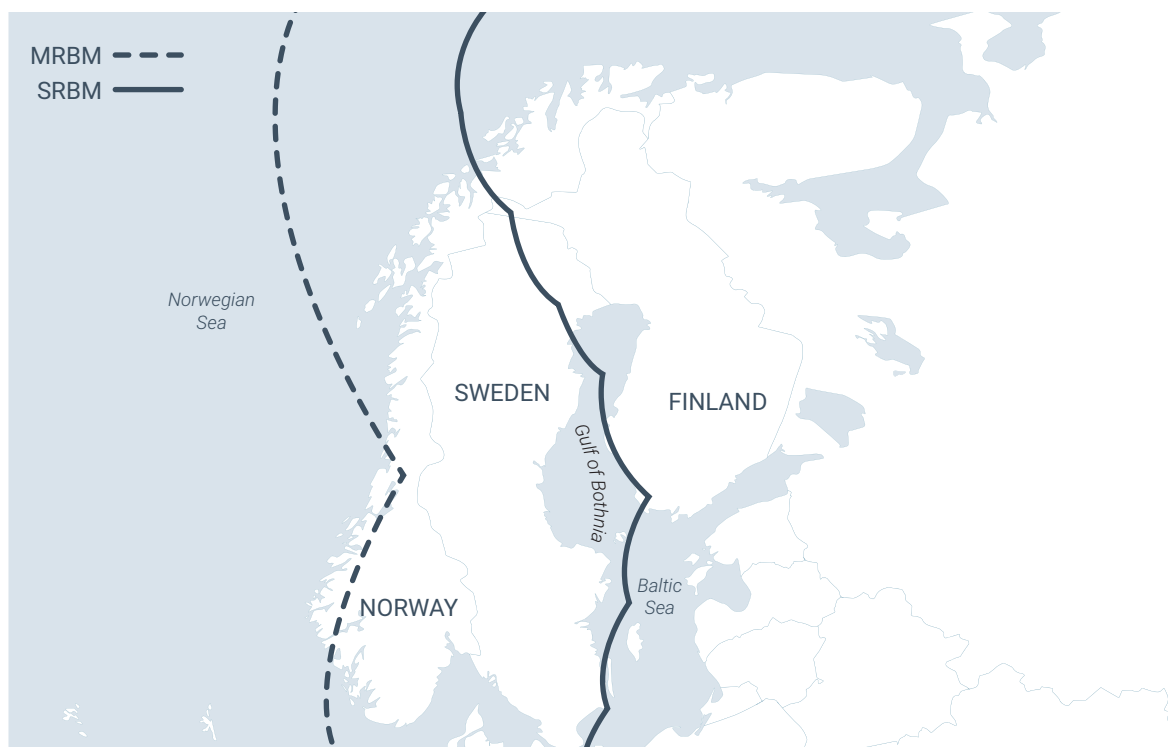 MRBM
SRBM
Norwegian
Sea
SWEDEN
FINLAND
Gulf of Bothnia
Baltic
Sea
NORWAY